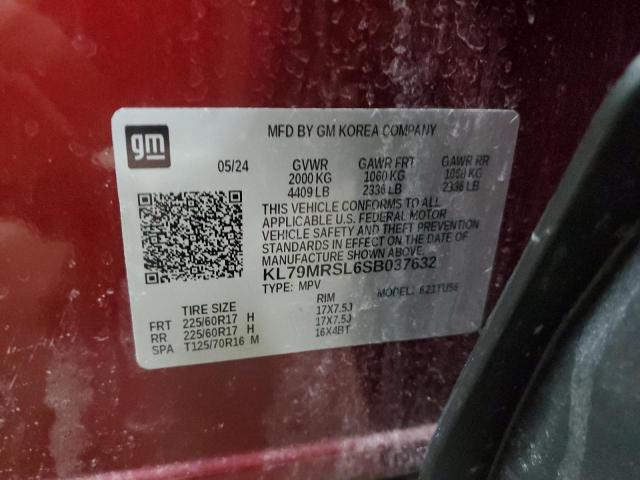 gm
MFD BY GM KOREA COMPANY
05/24 GVWR GAWR FRT GAWR RR
2000 KG 1060 KG KG
4409 LB 2336 LB 2336 LB
THIS VEHICLE CONFORMS TO ALL
APPLICABLE U.S. FEDERAL MOTOR
VEHICLE SAFETY AND THEFT PREVENTION
STANDARDS IN EFFECT ON THE DATE OF
MANUFACTURE SHOWN ABOVE.
KL79MRSL6SB037632
TYPE: MPV MODEL:
TIRE SIZE RIM
FRT 225/60R17 H 17X7.5J
RR 225/60R17 H 17X7.5J
SPA T125/70R16 M 16X4BT